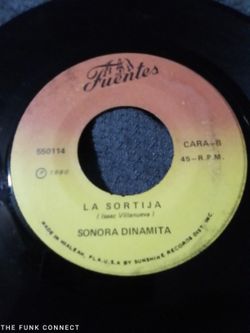 Fuentes
550114
CARA-B
℗ 1980
45-R.P.M.
LA SORTIJA
( Isaac Villanueva )
SONORA DINAMITA
MADE IN HIALEAH, FLA. U.S.A BY SUNSHINE RECORDS DIST. INC.
THE FUNK CONNECT